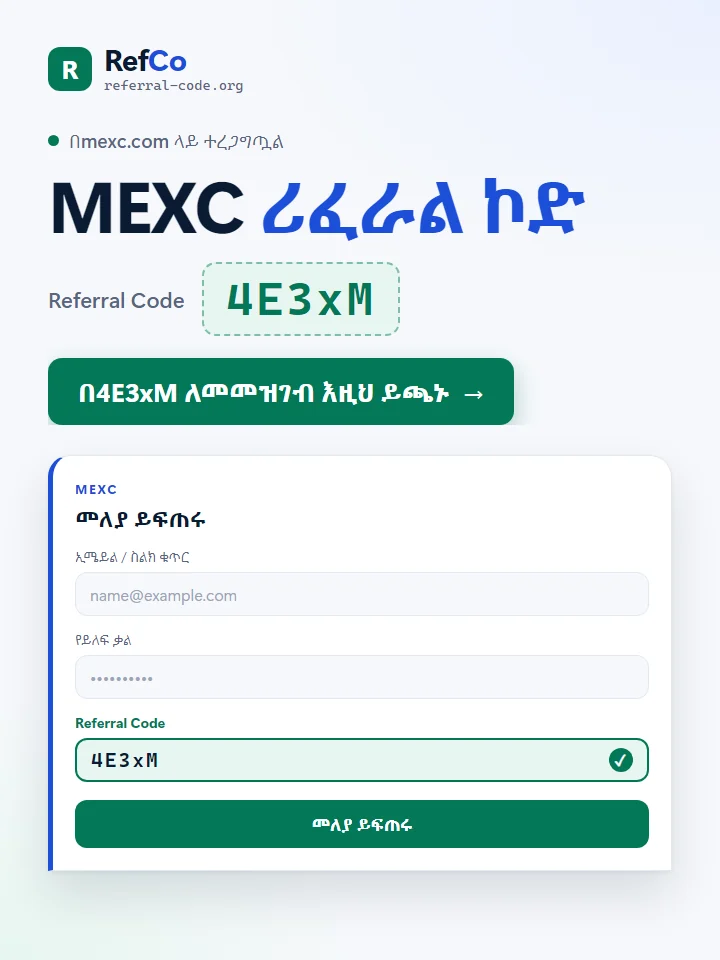 R
RefCo
referral-code.org
በmexc.com ላይ ተረጋግጧል
MEXC ሪፈራል ኮድ
Referral Code 4E3xM
በ4E3xM ለመመዝገብ እዚህ ይጫኑ →
MEXC
መለያ ይፍጠሩ
ኢሜይል / ስልክ ቁጥር
name@example.com
የይለፍ ቃል
••••••••••
Referral Code
4E3xM
መለያ ይፍጠሩ